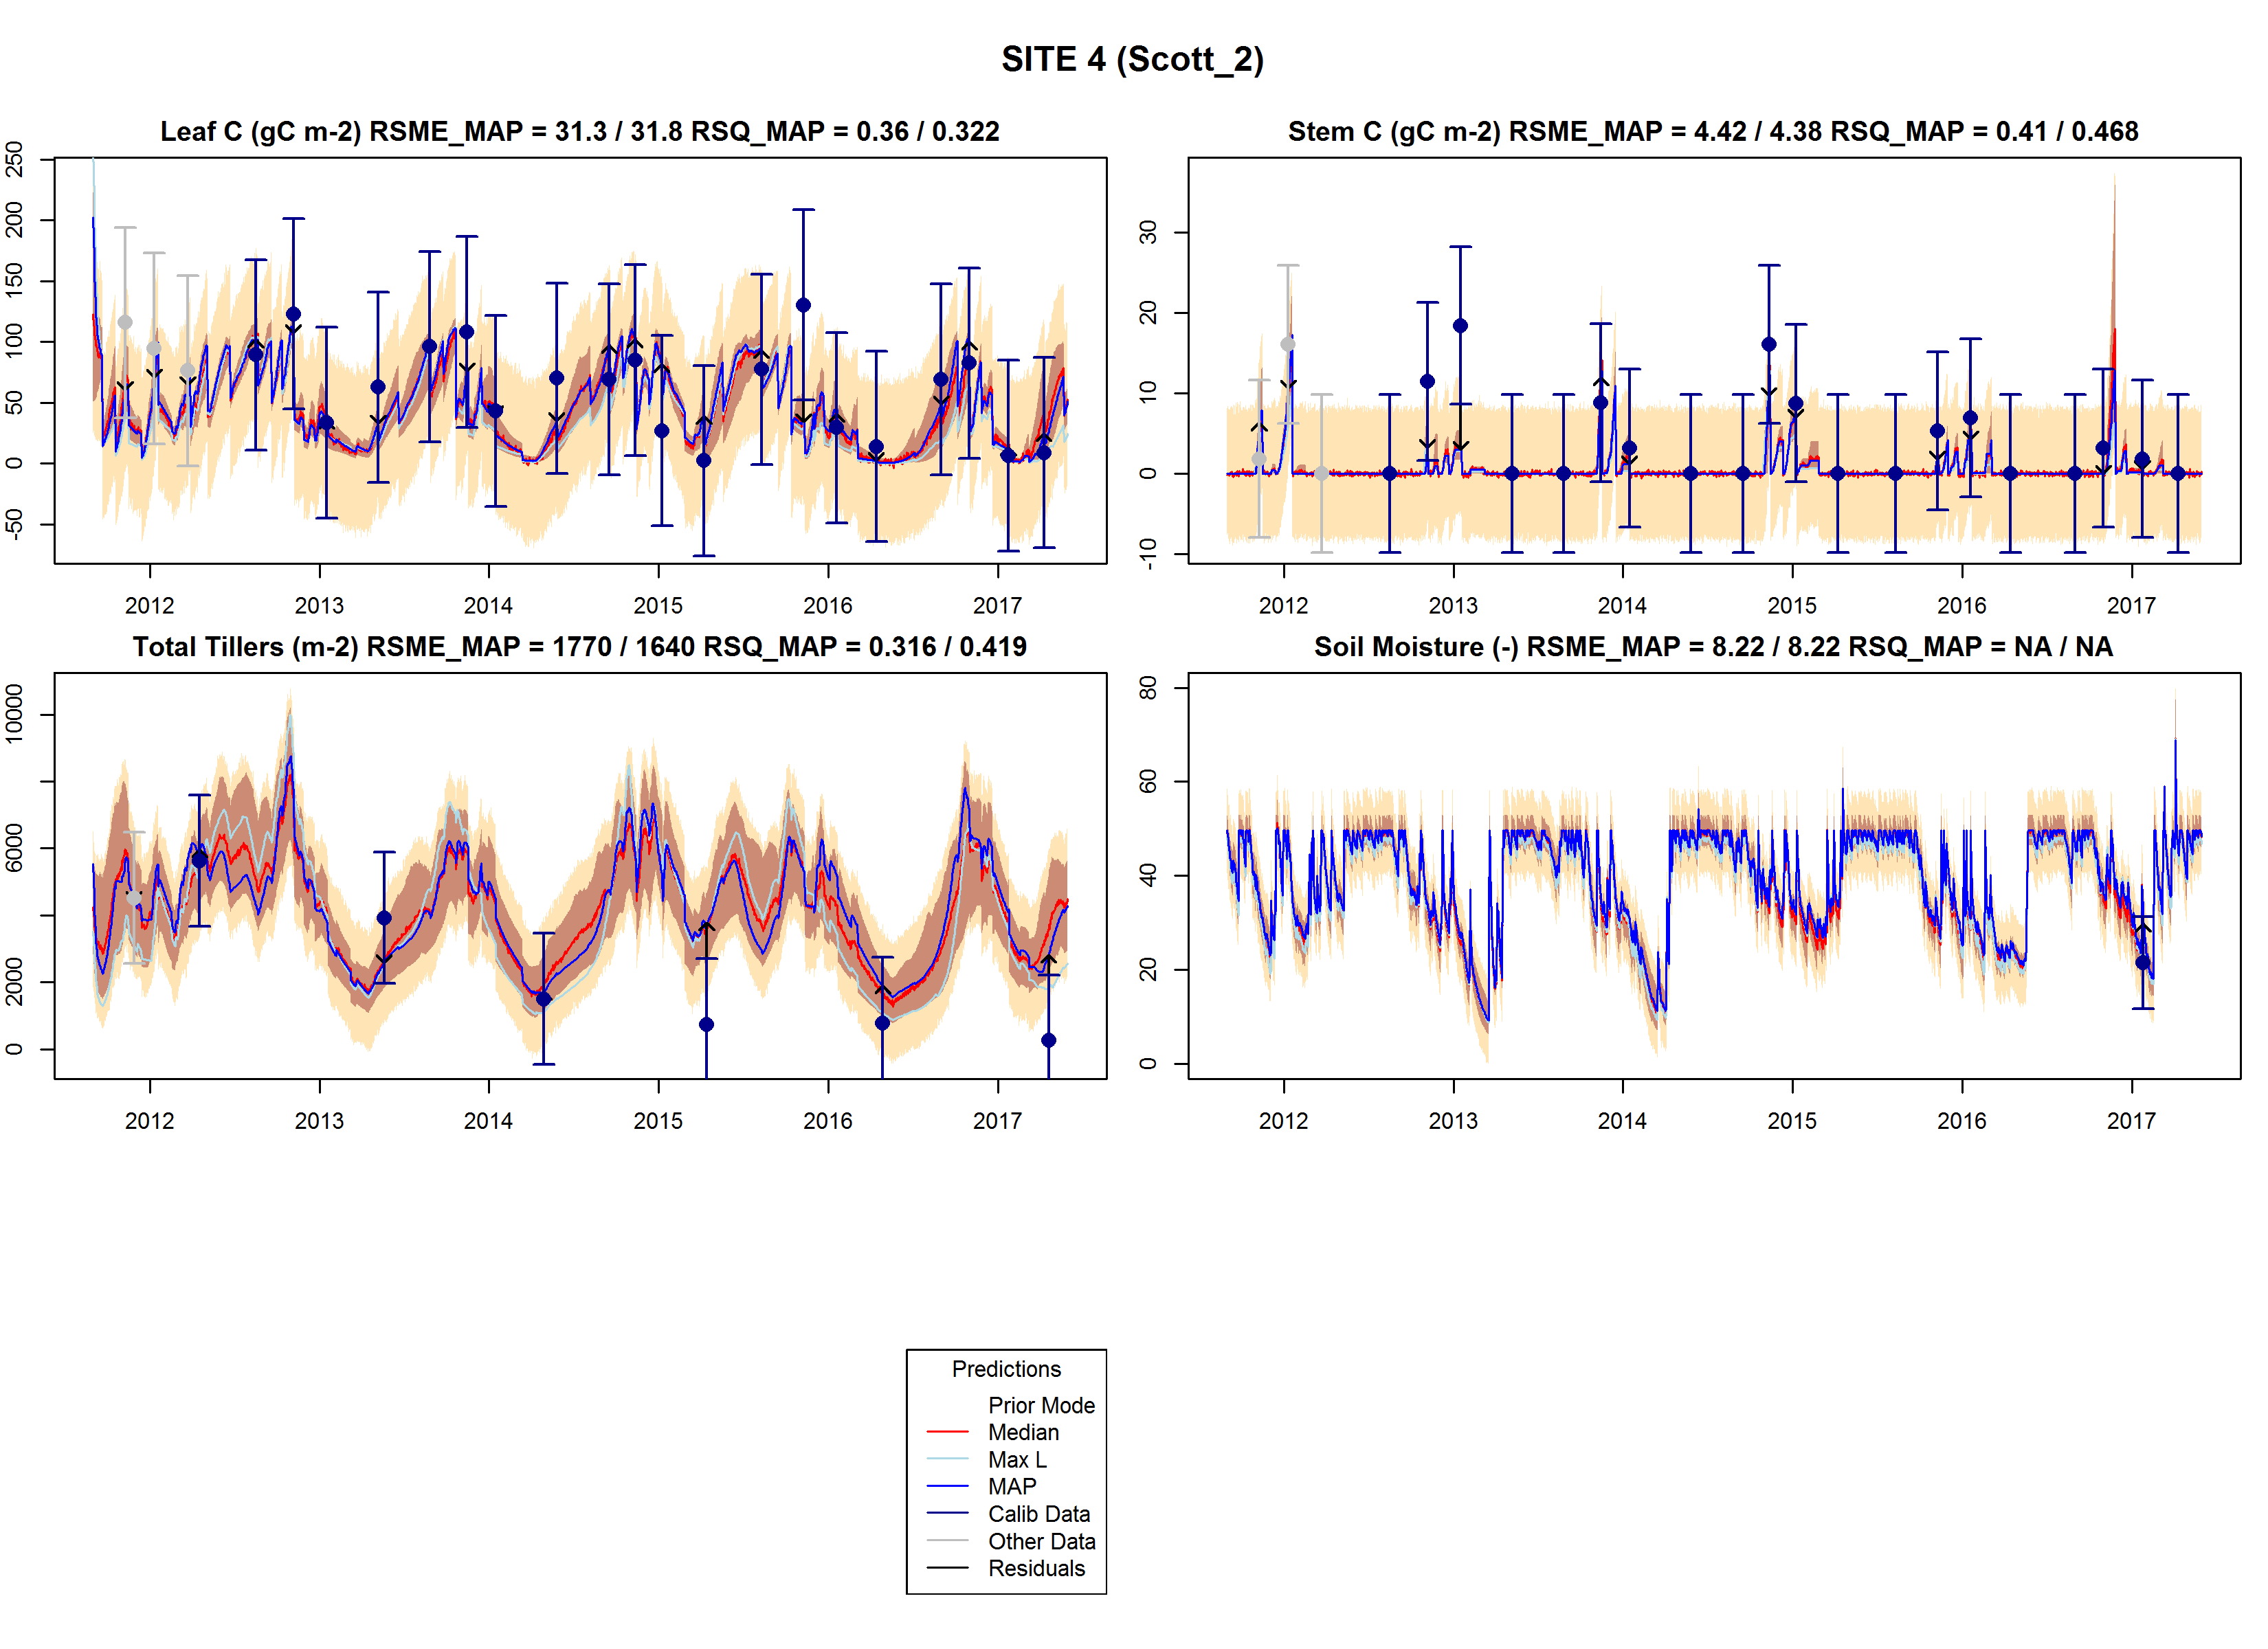 SITE 4 (Scott_2)
Leaf C (gC m-2) RSME_MAP = 31.3 / 31.8 RSQ_MAP = 0.36 / 0.322
250
200
150
100
50
0
-50
2012 2013 2014 2015 2016 2017
Stem C (gC m-2) RSME_MAP = 4.42 / 4.38 RSQ_MAP = 0.41 / 0.468
30
20
10
0
-10
2012 2013 2014 2015 2016 2017
Total Tillers (m-2) RSME_MAP = 1770 / 1640 RSQ_MAP = 0.316 / 0.419
10000
6000
2000
0
2012 2013 2014 2015 2016 2017
Soil Moisture (-) RSME_MAP = 8.22 / 8.22 RSQ_MAP = NA / NA
80
60
40
20
0
2012 2013 2014 2015 2016 2017
Predictions
Prior Mode
Median
Max L
MAP
Calib Data
Other Data
Residuals